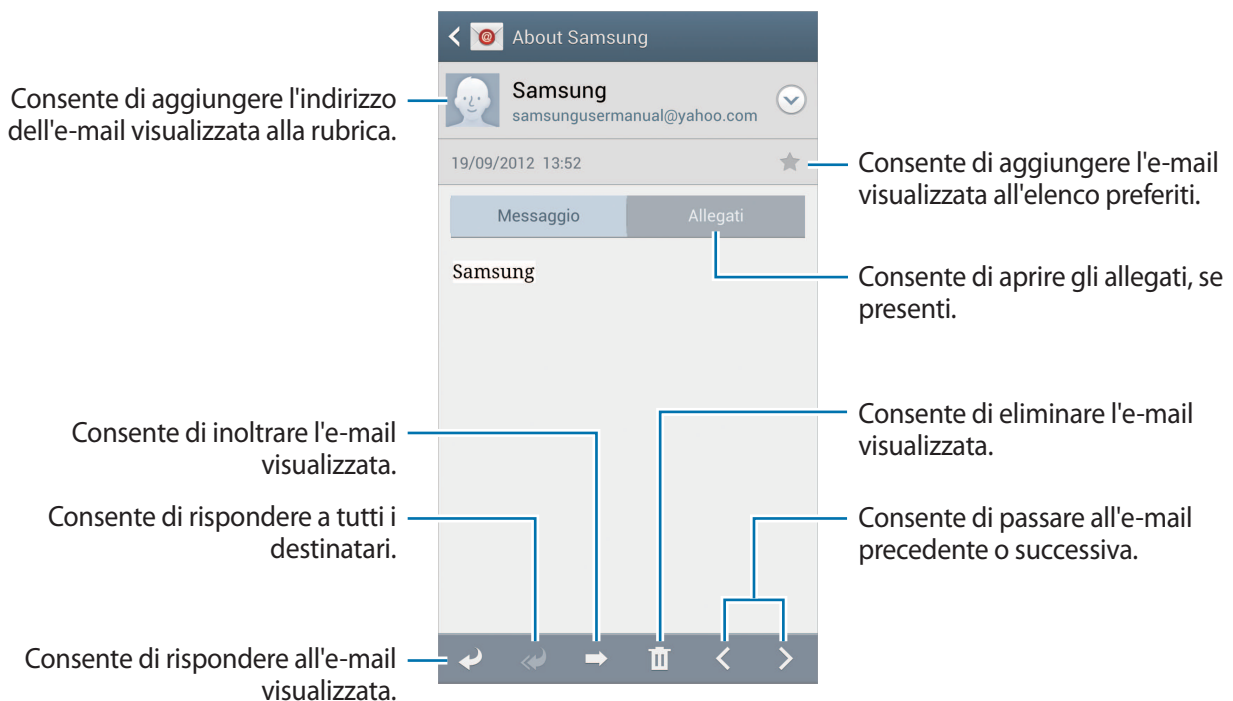 About Samsung
Consente di aggiungere l'indirizzo
dell'e-mail visualizzata alla rubrica.
Samsung
samsungusermanual@yahoo.com
19/09/2012 13:52
Consente di aggiungere l'e-mail
visualizzata all'elenco preferiti.
Messaggio
Allegati
Samsung
Consente di aprire gli allegati, se
presenti.
Consente di inoltrare l'e-mail
visualizzata.
Consente di eliminare l'e-mail
visualizzata.
Consente di rispondere a tutti i
destinatari.
Consente di passare all'e-mail
precedente o successiva.
Consente di rispondere all'e-mail
visualizzata.